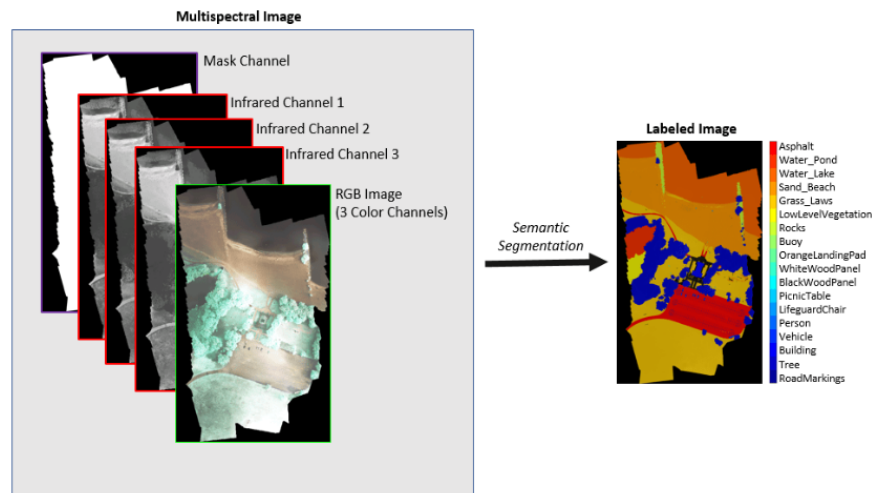 Multispectral Image
Mask Channel
Infrared Channel 1
Infrared Channel 2
Infrared Channel 3
RGB Image
(3 Color Channels)
Semantic
Segmentation
Labeled Image
Asphalt
Water_Pond
Water_Lake
Sand_Beach
Grass_Laws
LowLevelVegetation
Rocks
Buoy
OrangeLandingPad
WhiteWoodPanel
BlackWoodPanel
PicnicTable
LifeguardChair
Person
Vehicle
Building
Tree
RoadMarkings